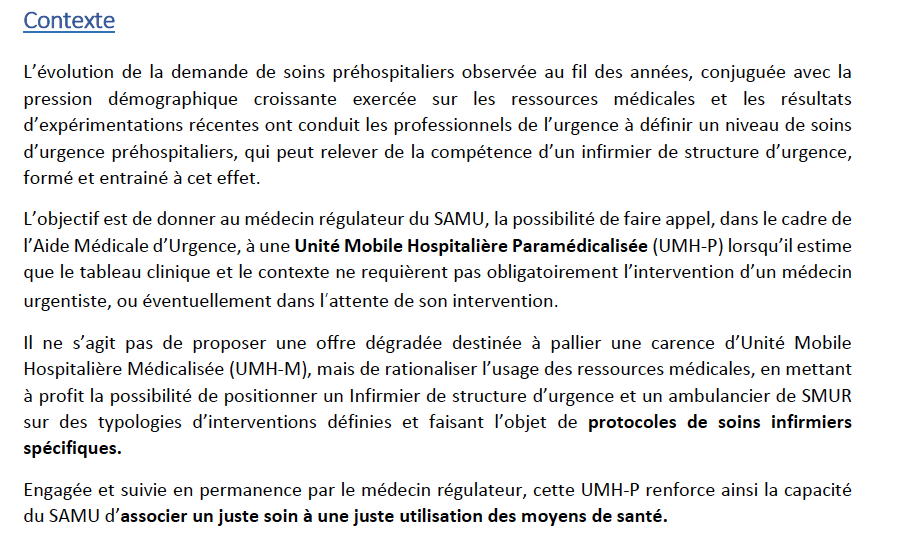 Contexte
L’évolution de la demande de soins préhospitaliers observée au fil des années, conjuguée avec la
pression démographique croissante exercée sur les ressources médicales et les résultats
d’expérimentations récentes ont conduit les professionnels de l’urgence à définir un niveau de soins
d’urgence préhospitaliers, qui peut relever de la compétence d’un infirmier de structure d’urgence,
formé et entrainé à cet effet.
L’objectif est de donner au médecin régulateur du SAMU, la possibilité de faire appel, dans le cadre de
l’Aide Médicale d’Urgence, à une Unité Mobile Hospitalière Paramédicalisée (UMH-P) lorsqu’il estime
que le tableau clinique et le contexte ne requièrent pas obligatoirement l’intervention d’un médecin
urgentiste, ou éventuellement dans l’attente de son intervention.
Il ne s’agit pas de proposer une offre dégradée destinée à pallier une carence d’Unité Mobile
Hospitalière Médicalisée (UMH-M), mais de rationaliser l’usage des ressources médicales, en mettant
à profit la possibilité de positionner un Infirmier de structure d’urgence et un ambulancier de SMUR
sur des typologies d’interventions définies et faisant l’objet de protocoles de soins infirmiers
spécifiques.
Engagée et suivie en permanence par le médecin régulateur, cette UMH-P renforce ainsi la capacité
du SAMU d’associer un juste soin à une juste utilisation des moyens de santé.